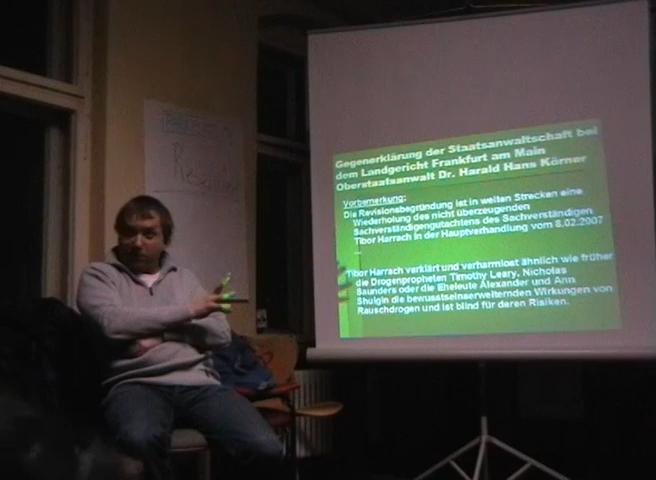 Gegenerklärung der Staatsanwaltschaft bei
dem Landgericht Frankfurt am Main
Oberstaatsanwalt Dr. Harald Hans Körner
Vorbemerkung:
Die Revisionsbegründung ist in weiten Strecken eine
Wiederholung des nicht überzeugenden
Sachverständigengutachtens des Sachverständigen
Tibor Harrach in der Hauptverhandlung vom 8.02.2007
...
Tibor Harrach verklärt und verharmlost ähnlich wie früher
die Drogenpropheten Timothy Leary, Nicholas
Saunders oder die Eheleute Alexander und Ann
Shulgin die bewusstseinserweiternden Wirkungen von
Rauschdrogen und ist blind für deren Risiken.